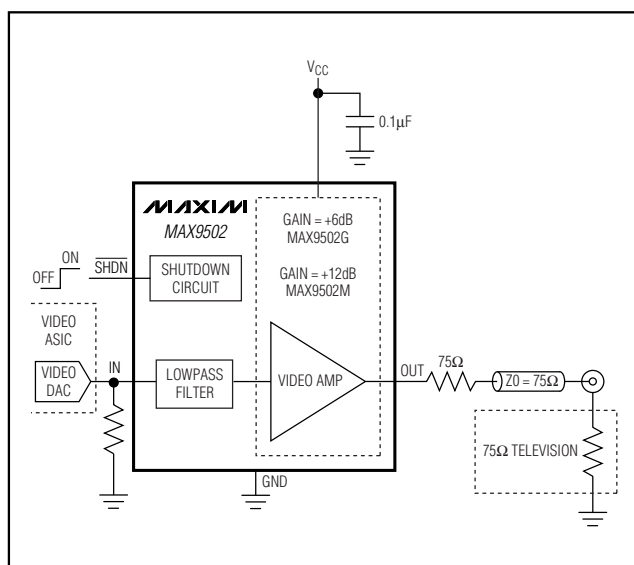 VCC
0.1µF
MAXIM
MAX9502
GAIN = +6dB
MAX9502G
GAIN = +12dB
MAX9502M
ON
OFF
SHDN
SHUTDOWN
CIRCUIT
VIDEO
ASIC
VIDEO
DAC
IN
LOWPASS
FILTER
VIDEO AMP
OUT
75Ω
Z0 = 75Ω
75Ω TELEVISION
GND